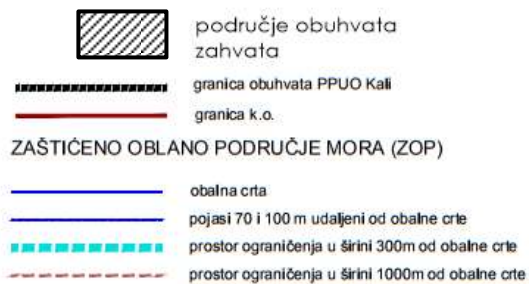 područje obuhvata
zahvata
granica obuhvata PPUO Kali
granica k.o.
ZAŠTIĆENO OBLANO PODRUČJE MORA (ZOP)
obalna crta
pojasi 70 i 100 m udaljeni od obalne crte
prostor ograničenja u širini 300m od obalne crte
prostor ograničenja u širini 1000m od obalne crte